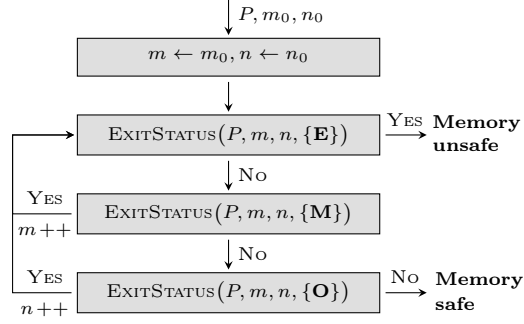 P, m₀, n₀
m ← m₀, n ← n₀
EXITSTATUS(P, m, n, {E})
YES
Memory unsafe
NO
YES
m++
EXITSTATUS(P, m, n, {M})
NO
YES
n++
EXITSTATUS(P, m, n, {O})
NO
Memory safe